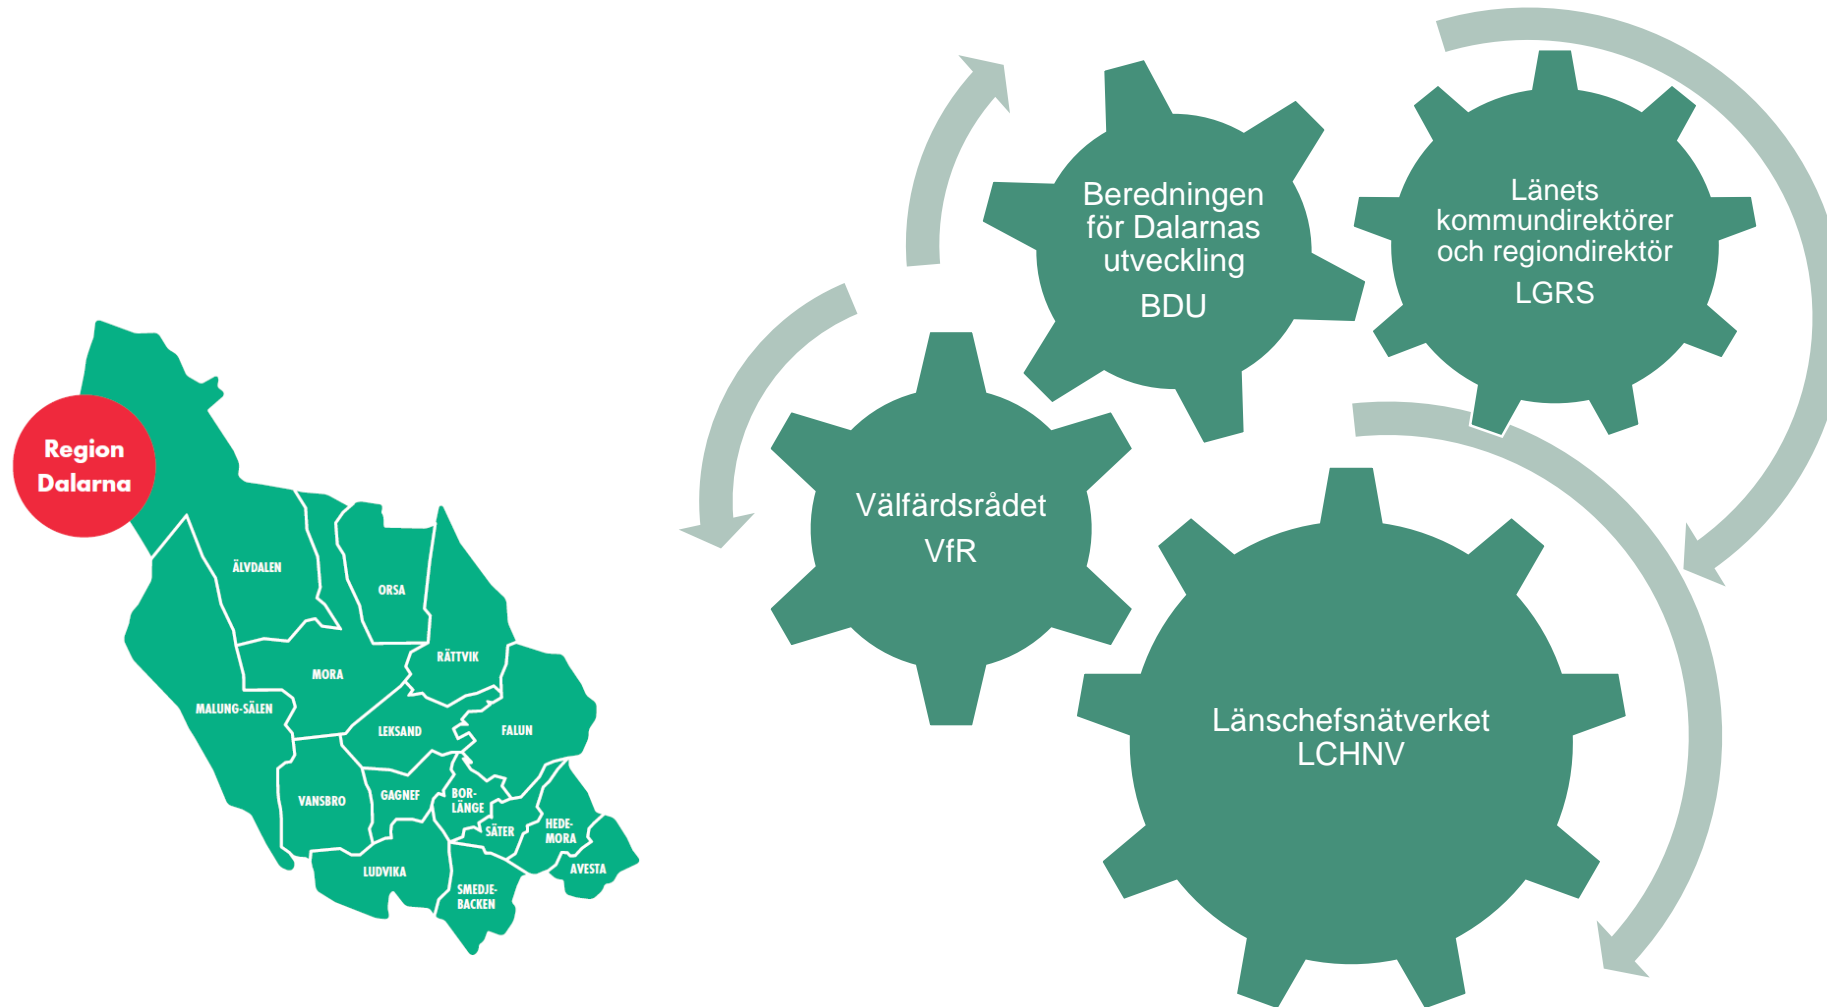 Region
Dalarna
ÄLVDALEN
ORSA
RÄTTVIK
MORA
MALUNG-SÄLEN
LEKSAND
FALUN
VANSBRO
GAGNEF
BOR-
LÄNGE
SÄTER
HEDE-
MORA
AVESTA
LUDVIKA
SMEDJE-
BACKEN
Beredningen
för Dalarnas
utveckling
BDU
Länets
kommundirektörer
och regiondirektör
LGRS
Välfärdsrådet
VfR
Länschefsnätverket
LCHNV